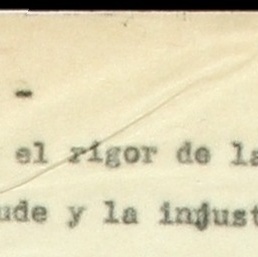 -
el rigor de la
ude y la injust